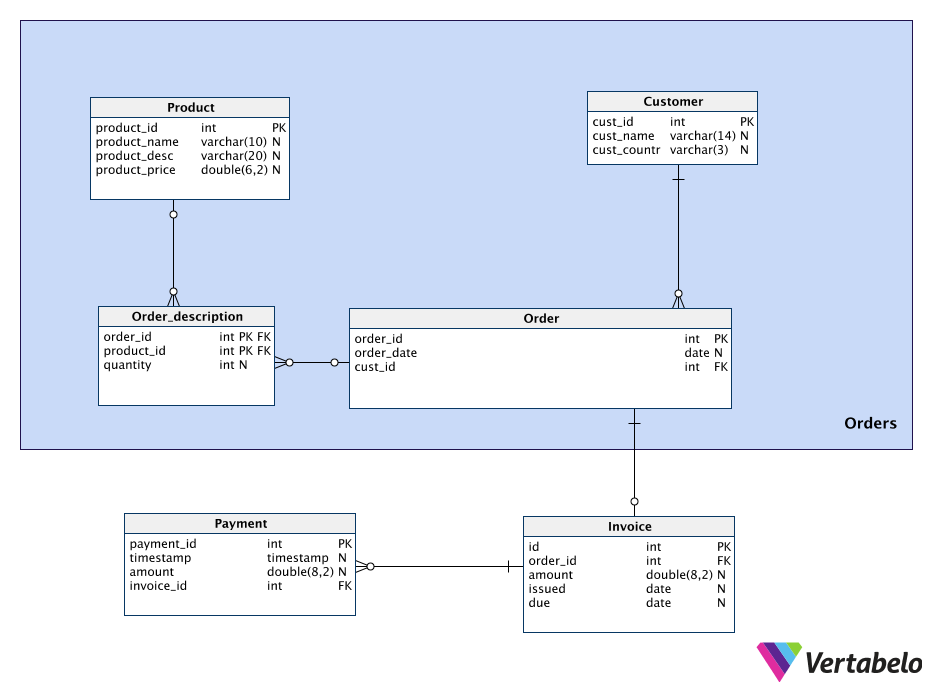 Product
product_id int PK
product_name varchar(10) N
product_desc varchar(20) N
product_price double(6,2) N
Customer
cust_id int PK
cust_name varchar(14) N
cust_countr varchar(3) N
Order_description
order_id int PK FK
product_id int PK FK
quantity int N
Order
order_id int PK
order_date date N
cust_id int FK
Orders
Payment
payment_id int PK
timestamp timestamp N
amount double(8,2) N
invoice_id int FK
Invoice
id int PK
order_id int FK
amount double(8,2) N
issued date N
due date N
Vertabelo